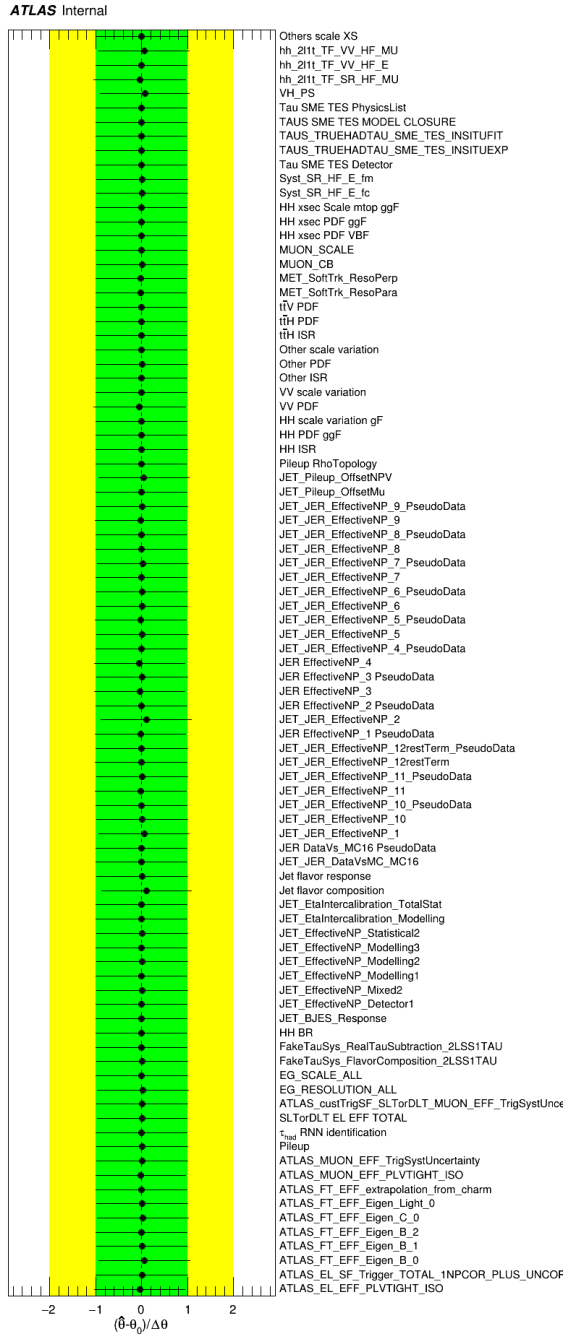 ATLAS Internal
Others scale XS
hh_2l1t_TF_VV_HF_MU
hh_2l1t_TF_VV_HF_E
hh_2l1t_TF_SR_HF_MU
VH_PS
Tau SME TES PhysicsList
TAUS SME TES MODEL CLOSURE
TAUS_TRUEHADTAU_SME_TES_INSITUFIT
TAUS_TRUEHADTAU_SME_TES_INSITUEXP
Tau SME TES Detector
Syst_SR_HF_E_fm
Syst_SR_HF_E_fc
HH xsec Scale mtop ggF
HH xsec PDF ggF
HH xsec PDF VBF
MUON_SCALE
MUON_CB
MET_SoftTrk_ResoPerp
MET_SoftTrk_ResoPara
tt̄V PDF
tt̄H PDF
tt̄H ISR
Other scale variation
Other PDF
Other ISR
VV scale variation
VV PDF
HH scale variation gF
HH PDF ggF
HH ISR
Pileup RhoTopology
JET_Pileup_OffsetNPV
JET_Pileup_OffsetMu
JET_JER_EffectiveNP_9_PseudoData
JET_JER_EffectiveNP_9
JET_JER_EffectiveNP_8_PseudoData
JET_JER_EffectiveNP_8
JET_JER_EffectiveNP_7_PseudoData
JET_JER_EffectiveNP_7
JET_JER_EffectiveNP_6_PseudoData
JET_JER_EffectiveNP_6
JET_JER_EffectiveNP_5_PseudoData
JET_JER_EffectiveNP_5
JET_JER_EffectiveNP_4_PseudoData
JER EffectiveNP_4
JER EffectiveNP_3 PseudoData
JER EffectiveNP_3
JER EffectiveNP_2 PseudoData
JET_JER_EffectiveNP_2
JER EffectiveNP_1 PseudoData
JET_JER_EffectiveNP_12restTerm_PseudoData
JET_JER_EffectiveNP_12restTerm
JET_JER_EffectiveNP_11_PseudoData
JET_JER_EffectiveNP_11
JET_JER_EffectiveNP_10_PseudoData
JET_JER_EffectiveNP_10
JET_JER_EffectiveNP_1
JER DataVs_MC16 PseudoData
JET_JER_DataVsMC_MC16
Jet flavor response
Jet flavor composition
JET_EtaIntercalibration_TotalStat
JET_EtaIntercalibration_Modelling
JET_EffectiveNP_Statistical2
JET_EffectiveNP_Modelling3
JET_EffectiveNP_Modelling2
JET_EffectiveNP_Modelling1
JET_EffectiveNP_Mixed2
JET_EffectiveNP_Detector1
JET_BJES_Response
HH BR
FakeTauSys_RealTauSubtraction_2LSS1TAU
FakeTauSys_FlavorComposition_2LSS1TAU
EG_SCALE_ALL
EG_RESOLUTION_ALL
ATLAS_custTrigSF_SLTorDLT_MUON_EFF_TrigSystUnce
SLTorDLT EL EFF TOTAL
τ_had RNN identification
Pileup
ATLAS_MUON_EFF_TrigSystUncertainty
ATLAS_MUON_EFF_PLVTIGHT_ISO
ATLAS_FT_EFF_extrapolation_from_charm
ATLAS_FT_EFF_Eigen_Light_0
ATLAS_FT_EFF_Eigen_C_0
ATLAS_FT_EFF_Eigen_B_2
ATLAS_FT_EFF_Eigen_B_1
ATLAS_FT_EFF_Eigen_B_0
ATLAS_EL_SF_Trigger_TOTAL_1NPCOR_PLUS_UNCOR
ATLAS_EL_EFF_PLVTIGHT_ISO
−2 −1 0 1 2
(θ̂-θ₀)/Δθ